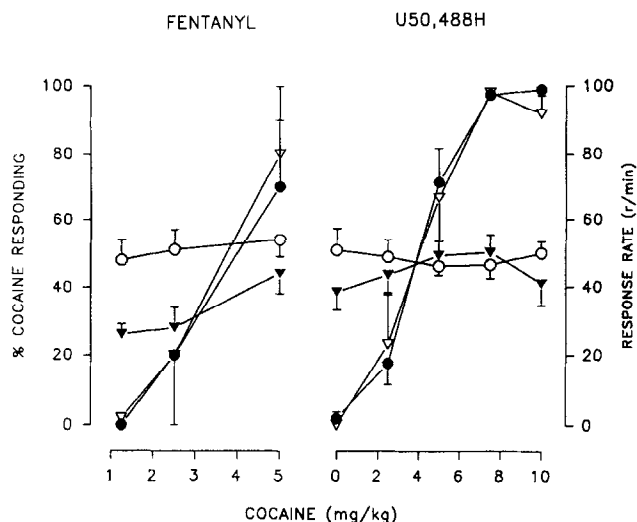 FENTANYL
U50,488H
% COCAINE RESPONDING
100
80
60
40
20
0
1 2 3 4 5
0 2 4 6 8 10
100
80
60
40
20
0
RESPONSE RATE (r/min)
COCAINE (mg/kg)